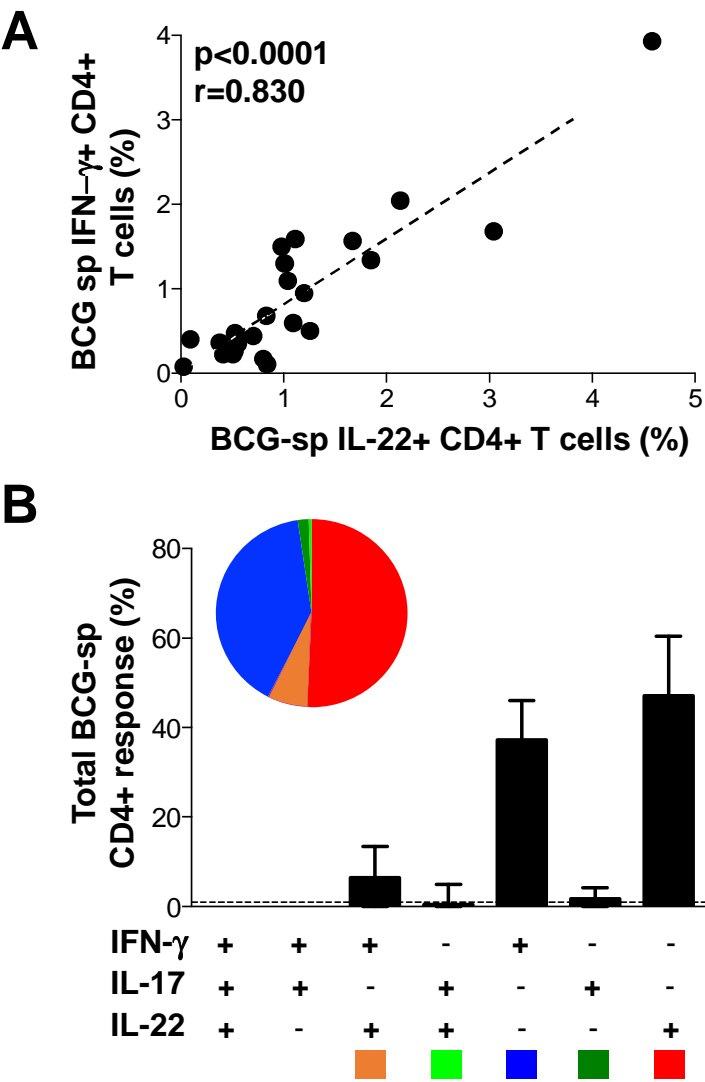 A
p<0.0001
r=0.830
BCG sp IFN–γ+ CD4+
T cells (%)
4
3
2
1
0
0 1 2 3 4 5
BCG-sp IL-22+ CD4+ T cells (%)
B
Total BCG-sp
CD4+ response (%)
80
60
40
20
0
IFN-γ + + + - + - -
IL-17 + + - + - + -
IL-22 + - + + - - +